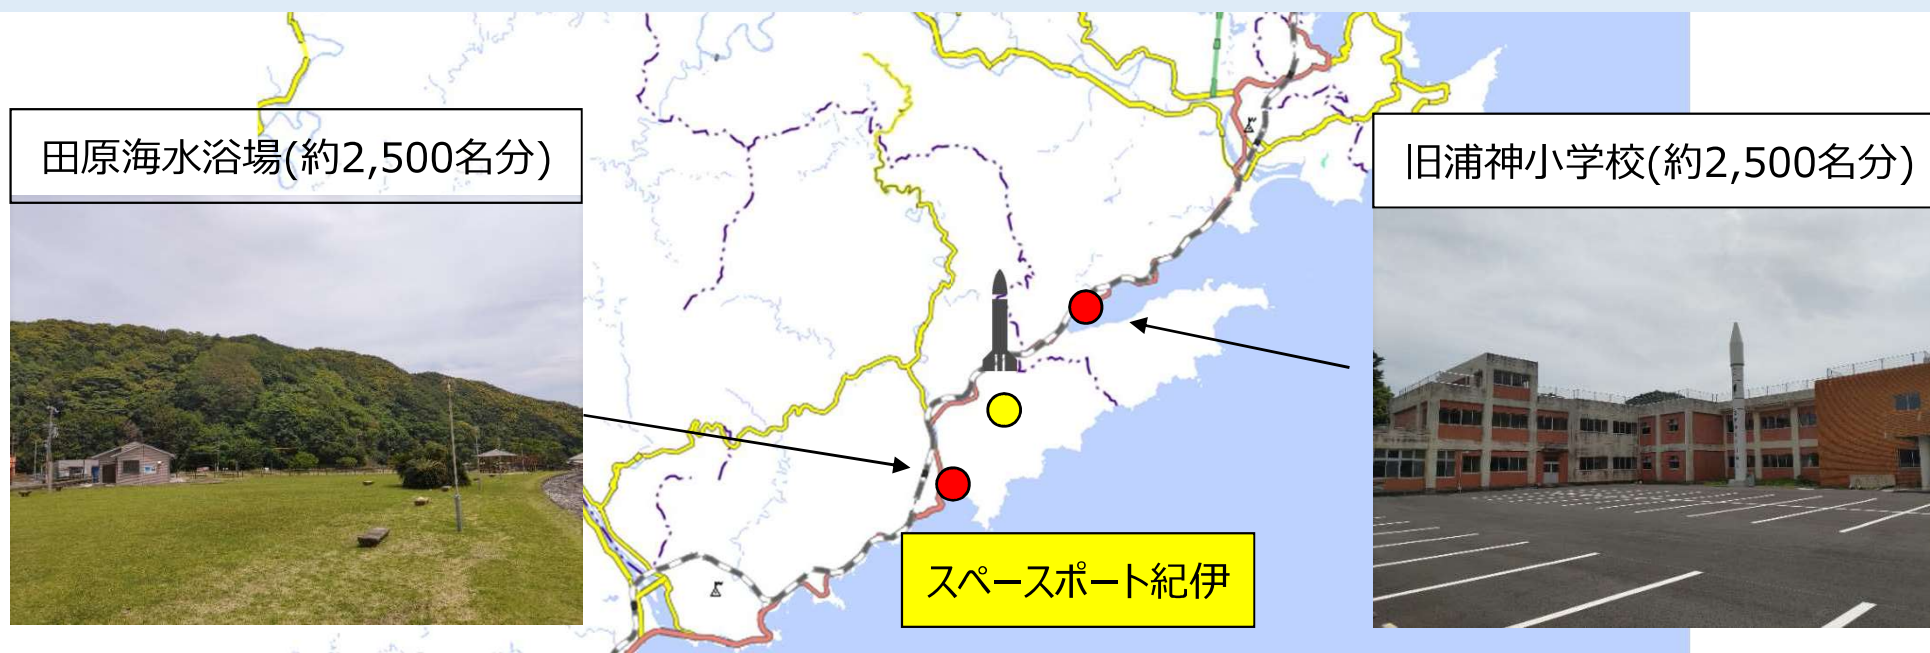 田原海水浴場(約2,500名分)
旧浦神小学校(約2,500名分)
スペースポート紀伊